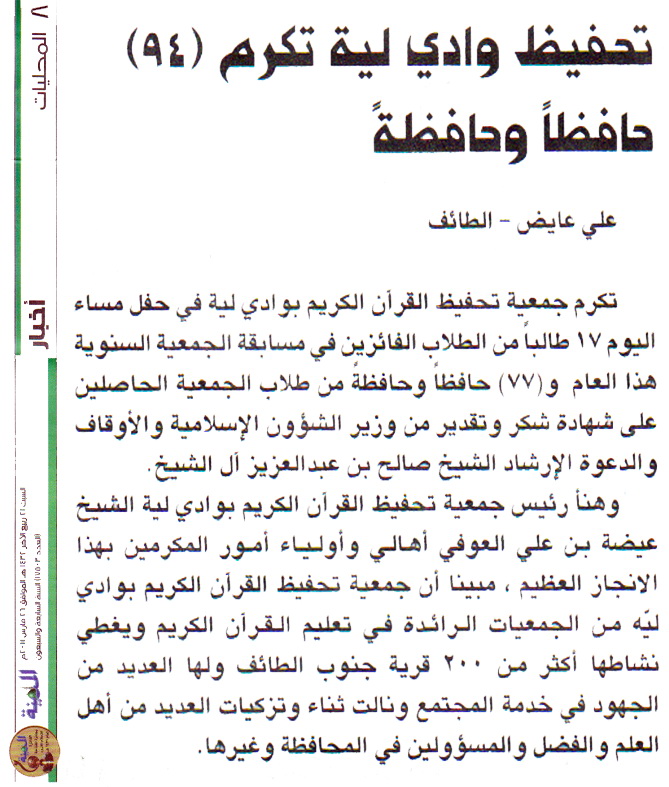 تحفيظ وادي لية تكرم (٩٤)
حافظاً وحافظةً
علي عايض - الطائف
تكرم جمعية تحفيظ القرآن الكريم بوادي لية في حفل مساء
اليوم ١٧ طالباً من الطلاب الفائزين في مسابقة الجمعية السنوية
هذا العام و(٧٧) حافظاً وحافظة من طلاب الجمعية الحاصلين
على شهادة شكر وتقدير من وزير الشؤون الإسلامية والأوقاف
والدعوة الإرشاد الشيخ صالح بن عبدالعزيز آل الشيخ.
وهنأ رئيس جمعية تحفيظ القرآن الكريم بوادي لية الشيخ
عيضة بن علي العوفي أهالي وأولياء أمور المكرمين بهذا
الانجاز العظيم ، مبينا أن جمعية تحفيظ القرآن الكريم بوادي
ليّه من الجمعيات الرائدة في تعليم القرآن الكريم ويغطي
نشاطها أكثر من ٢٠٠ قرية جنوب الطائف ولها العديد من
الجهود في خدمة المجتمع ونالت ثناء وتزكيات العديد من أهل
العلم والفضل والمسؤولين في المحافظة وغيرها.
٨ المحليات
أخبار
السبت ٢١ ربيع الآخر ١٤٣٢ هـ الموافق ٢٦ مارس ٢٠١١م
(العدد ١٧٥٠٣) السنة السابعة والسبعون
المدينة